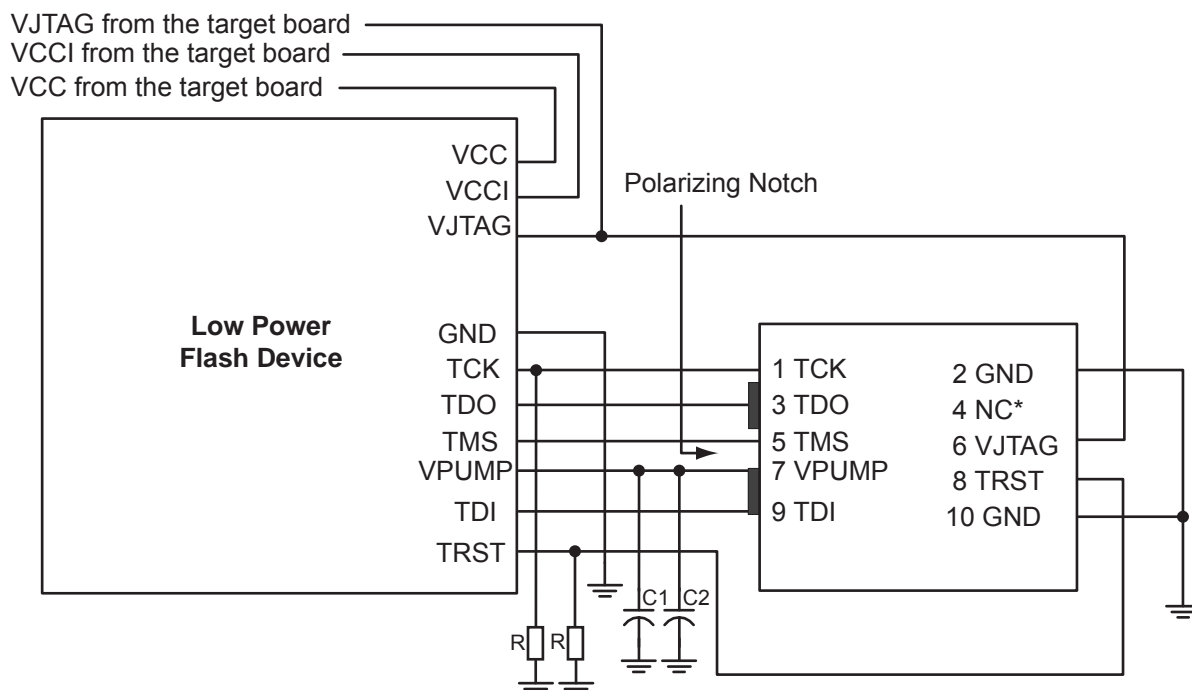 VJTAG from the target board
VCCI from the target board
VCC from the target board
VCC
VCCI
VJTAG
Polarizing Notch
Low Power
Flash Device
GND
TCK
TDO
TMS
VPUMP
TDI
TRST
1 TCK
3 TDO
5 TMS
7 VPUMP
9 TDI
2 GND
4 NC*
6 VJTAG
8 TRST
10 GND
C1
C2
R
R